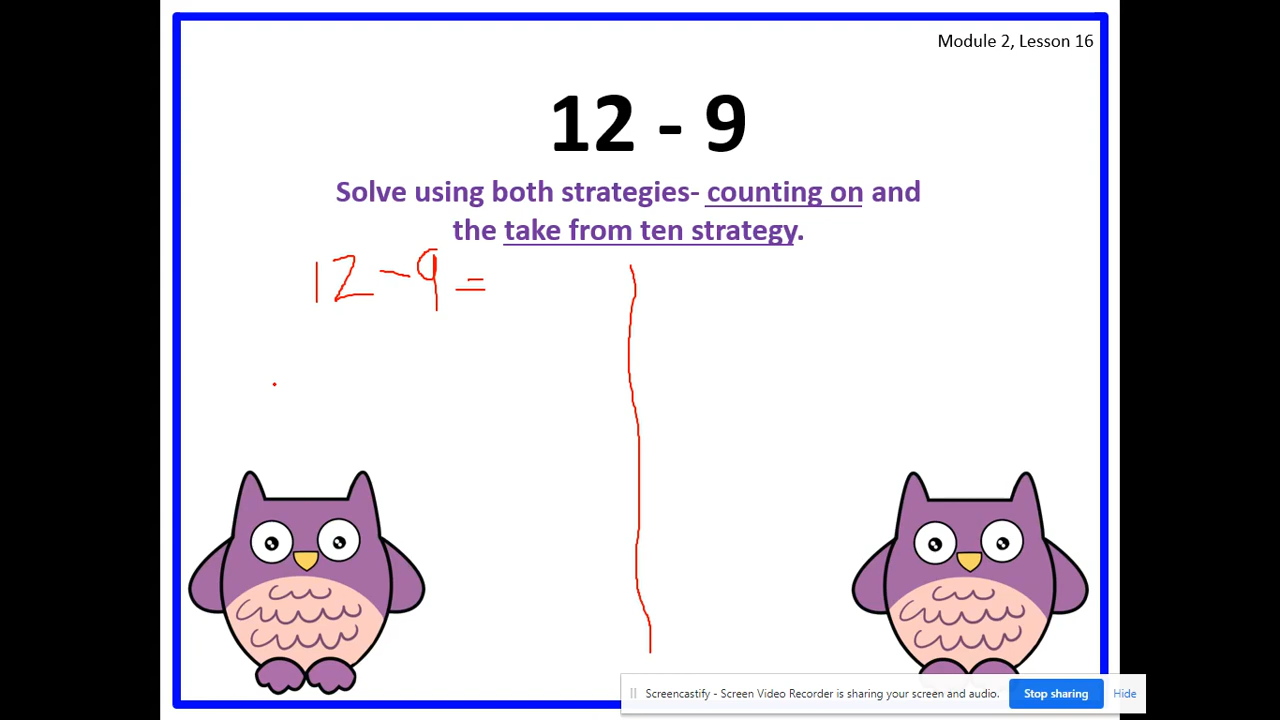 Module 2, Lesson 16
12 - 9
Solve using both strategies- counting on and
the take from ten strategy.
12-9=
Screencastify - Screen Video Recorder is sharing your screen and audio.
Stop sharing
Hide